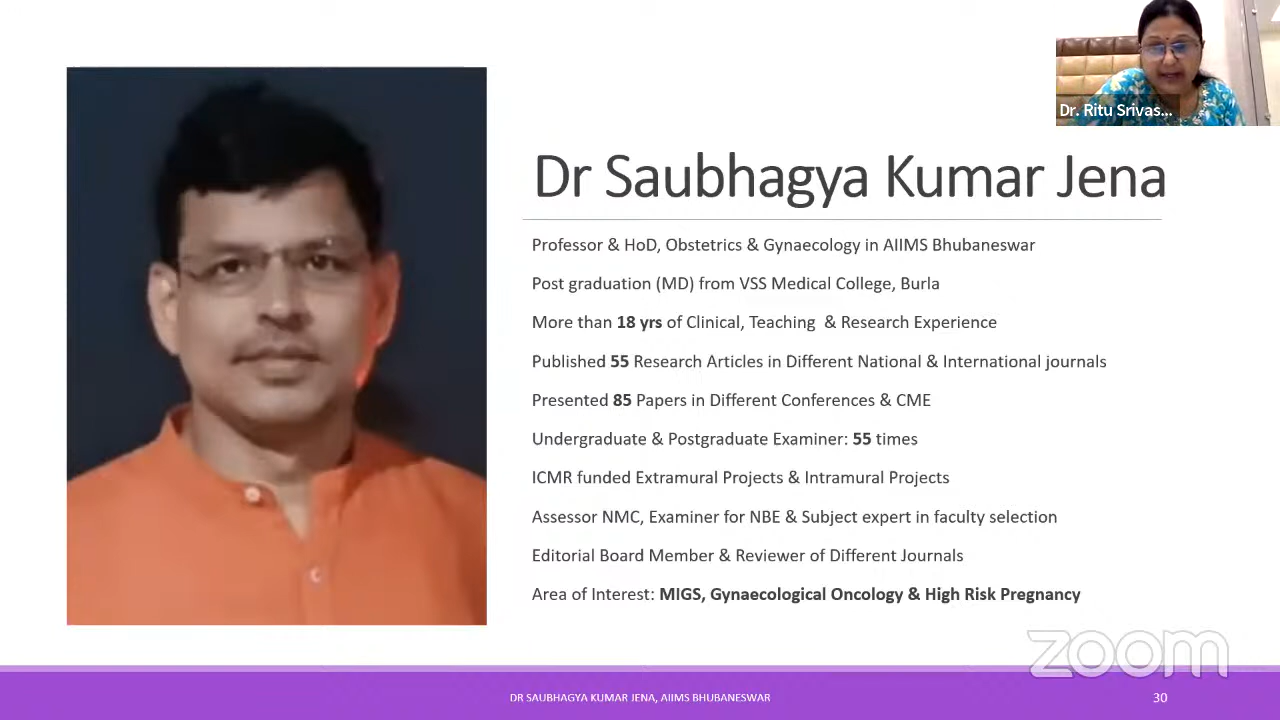 Dr. Ritu Srivas...
Dr Saubhagya Kumar Jena
Professor & HoD, Obstetrics & Gynaecology in AIIMS Bhubaneswar
Post graduation (MD) from VSS Medical College, Burla
More than 18 yrs of Clinical, Teaching & Research Experience
Published 55 Research Articles in Different National & International journals
Presented 85 Papers in Different Conferences & CME
Undergraduate & Postgraduate Examiner: 55 times
ICMR funded Extramural Projects & Intramural Projects
Assessor NMC, Examiner for NBE & Subject expert in faculty selection
Editorial Board Member & Reviewer of Different Journals
Area of Interest: MIGS, Gynaecological Oncology & High Risk Pregnancy
zoom
DR SAUBHAGYA KUMAR JENA, AIIMS BHUBANESWAR
30